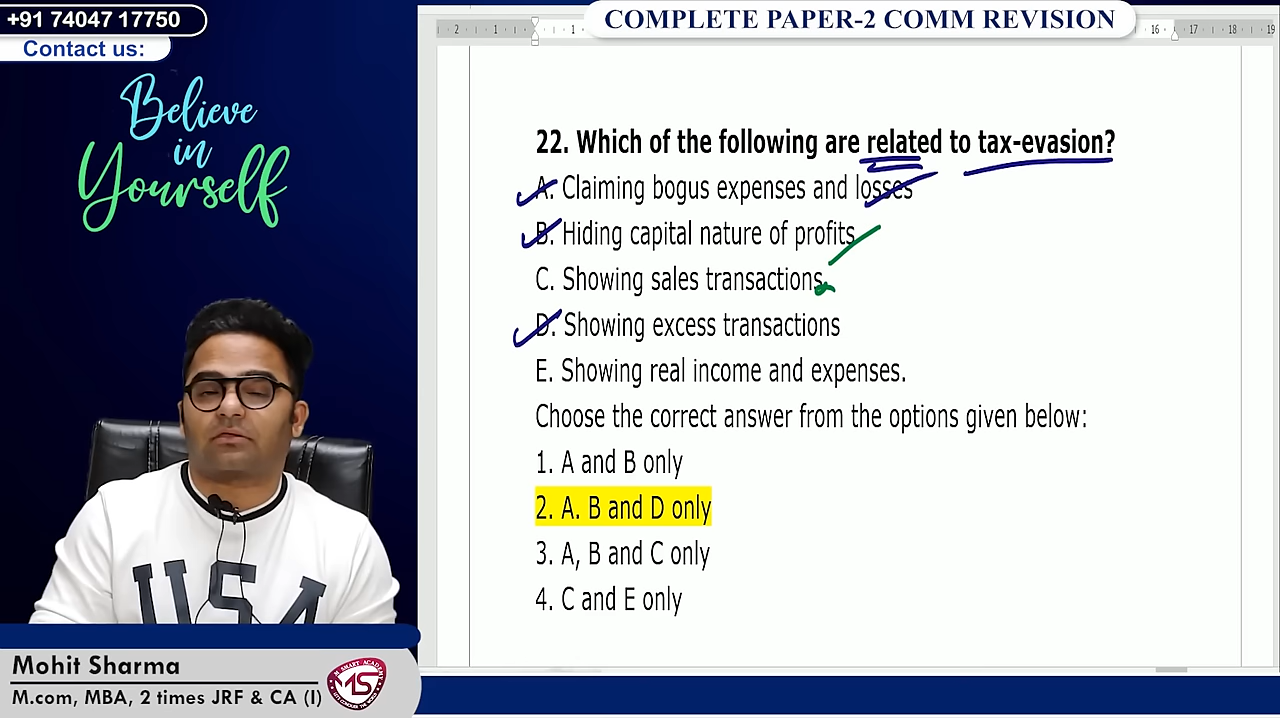 +91 74047 17750
Contact us:
COMPLETE PAPER-2 COMM REVISION
Believe
in
Yourself
22. Which of the following are related to tax-evasion?
A. Claiming bogus expenses and losses
B. Hiding capital nature of profits
C. Showing sales transactions.
D. Showing excess transactions
E. Showing real income and expenses.
Choose the correct answer from the options given below:
1. A and B only
2. A. B and D only
3. A, B and C only
4. C and E only
USA
Mohit Sharma
M.com, MBA, 2 times JRF & CA (I)
MS